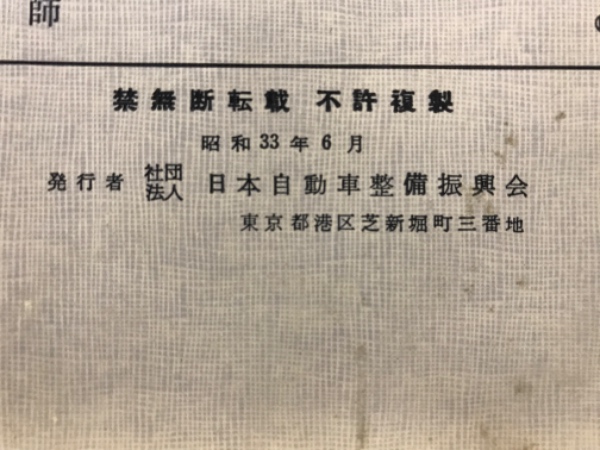 師
禁無断転載 不許複製
昭和33年6月
発行者 社団法人 日本自動車整備振興会
東京都港区芝新堀町三番地